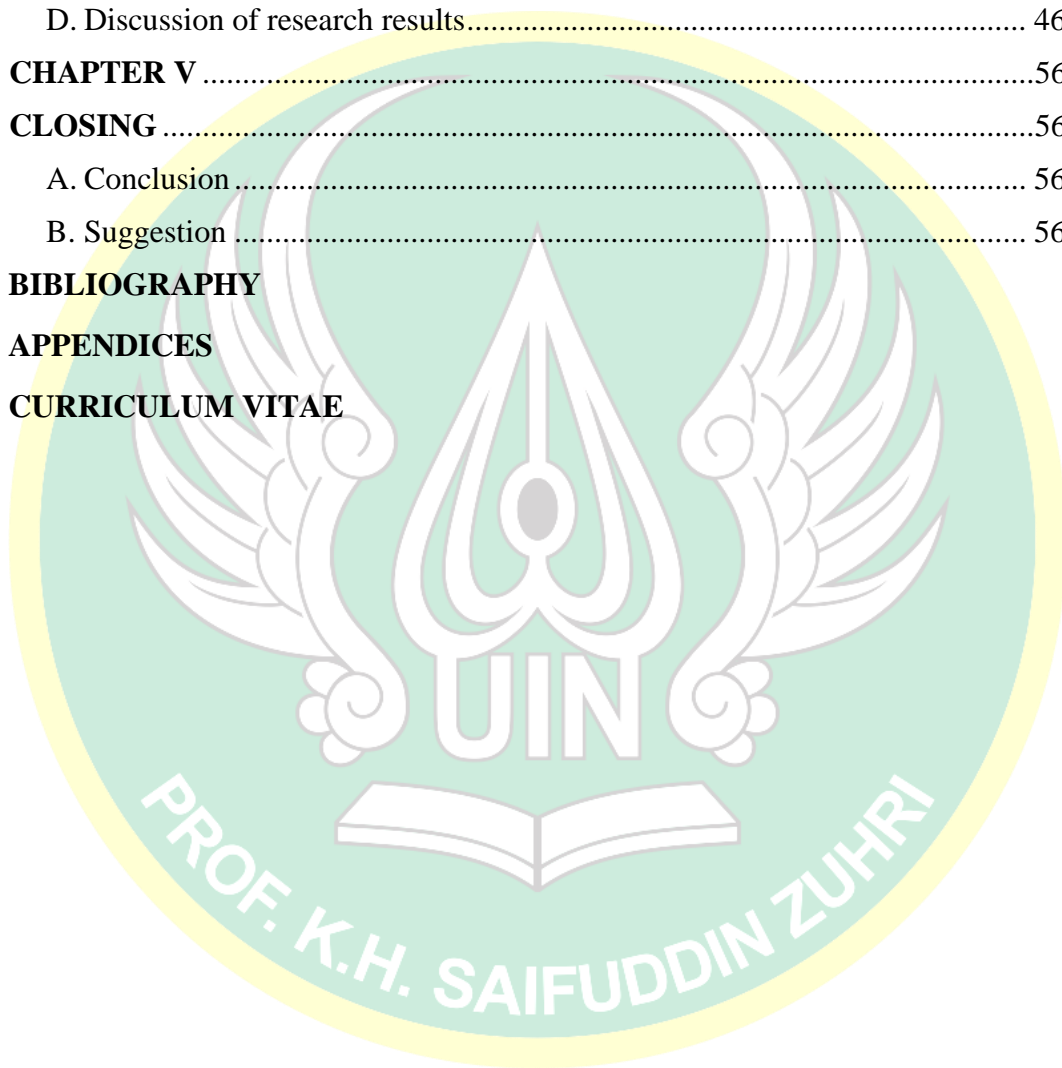 D. Discussion of research results.......................................................................... 46
CHAPTER V ...........................................................................................................56
CLOSING ................................................................................................................56
A. Conclusion ........................................................................................................ 56
B. Suggestion ........................................................................................................ 56
BIBLIOGRAPHY
APPENDICES
CURRICULUM VITAE
UIN
PROF. K.H. SAIFUDDIN ZUHRI